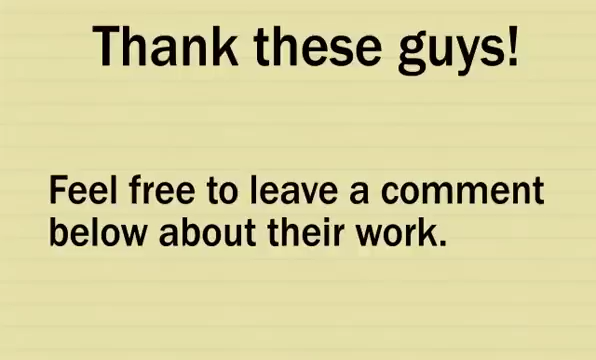 Thank these guys!
Feel free to leave a comment
below about their work.